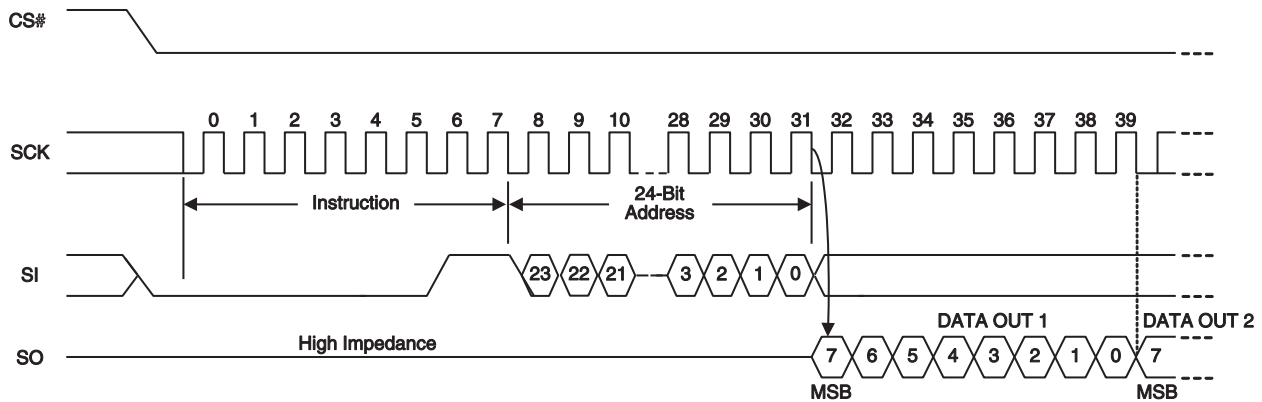 CS#
0 1 2 3 4 5 6 7 8 9 10 28 29 30 31 32 33 34 35 36 37 38 39
SCK
Instruction
24-Bit
Address
SI
23 22 21 3 2 1 0
DATA OUT 1 DATA OUT 2
High Impedance
SO
7 6 5 4 3 2 1 0 7
MSB MSB